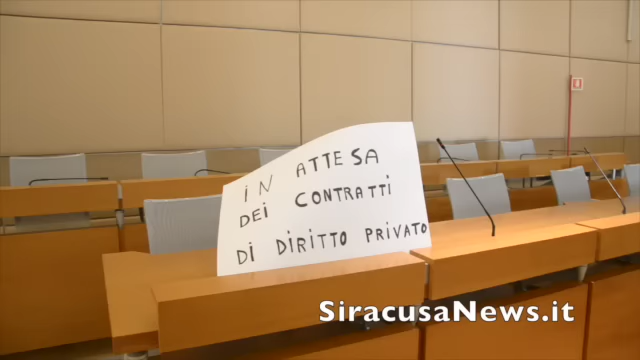 IN ATTESA
DEI CONTRATTI
DI DIRITTO PRIVATO
SiracusaNews.it